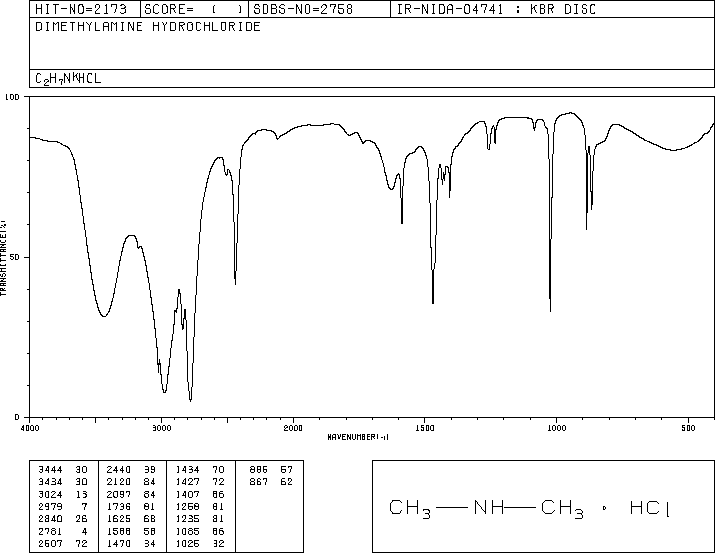 HIT-NO=2173 SCORE= ( ) SDBS-NO=2758 IR-NIDA-04741 : KBR DISC
DIMETHYLAMINE HYDROCHLORIDE
C2H7N*HCL
100
TRANSMITTANCE(%)
50
0
4000 3000 2000 1500 1000 500
WAVENUMBER(-1)
3444 30 2440 39 1434 70 886 57
3434 30 2120 84 1427 72 867 62
3024 13 2097 84 1407 66
2979 7 1736 81 1258 81
2840 26 1625 68 1235 81
2781 4 1588 58 1085 86
2507 72 1470 34 1025 32
CH3 NH CH3 • HCl